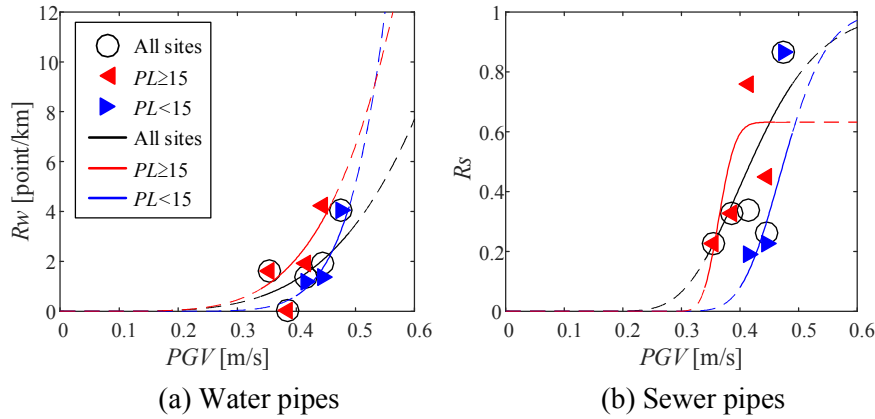 12
10
8
6
4
2
0
Rw [point/km]
All sites
PL≥15
PL<15
All sites
PL≥15
PL<15
0 0.1 0.2 0.3 0.4 0.5 0.6
PGV [m/s]
(a) Water pipes
1
0.8
0.6
0.4
0.2
0
Rs
0 0.1 0.2 0.3 0.4 0.5 0.6
PGV [m/s]
(b) Sewer pipes